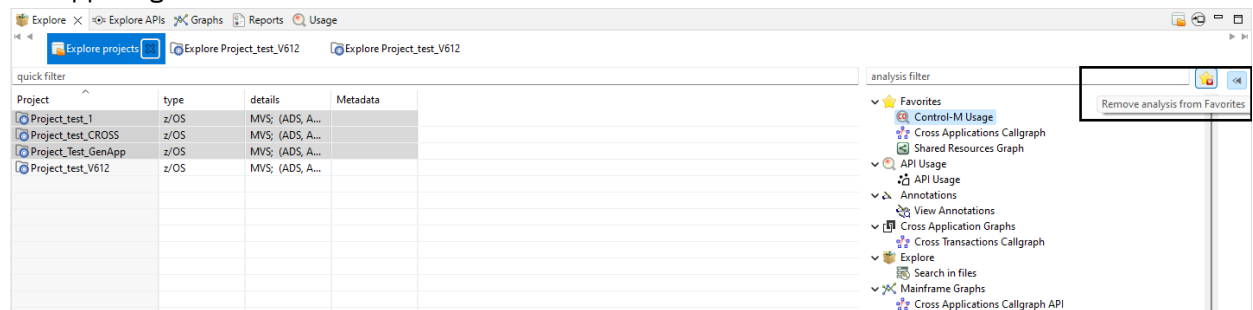 Explore Explore APIs Graphs Reports Usage
Explore projects Explore Project_test_V612 Explore Project_test_V612
quick filter analysis filter
Project type details Metadata
Project_test_1 z/OS MVS; (ADS, A...
Project_test_CROSS z/OS MVS; (ADS, A...
Project_Test_GenApp z/OS MVS; (ADS, A...
Project_test_V612 z/OS MVS; (ADS, A...
Remove analysis from Favorites
Favorites
Control-M Usage
Cross Applications Callgraph
Shared Resources Graph
API Usage
API Usage
Annotations
View Annotations
Cross Application Graphs
Cross Transactions Callgraph
Explore
Search in files
Mainframe Graphs
Cross Applications Callgraph API